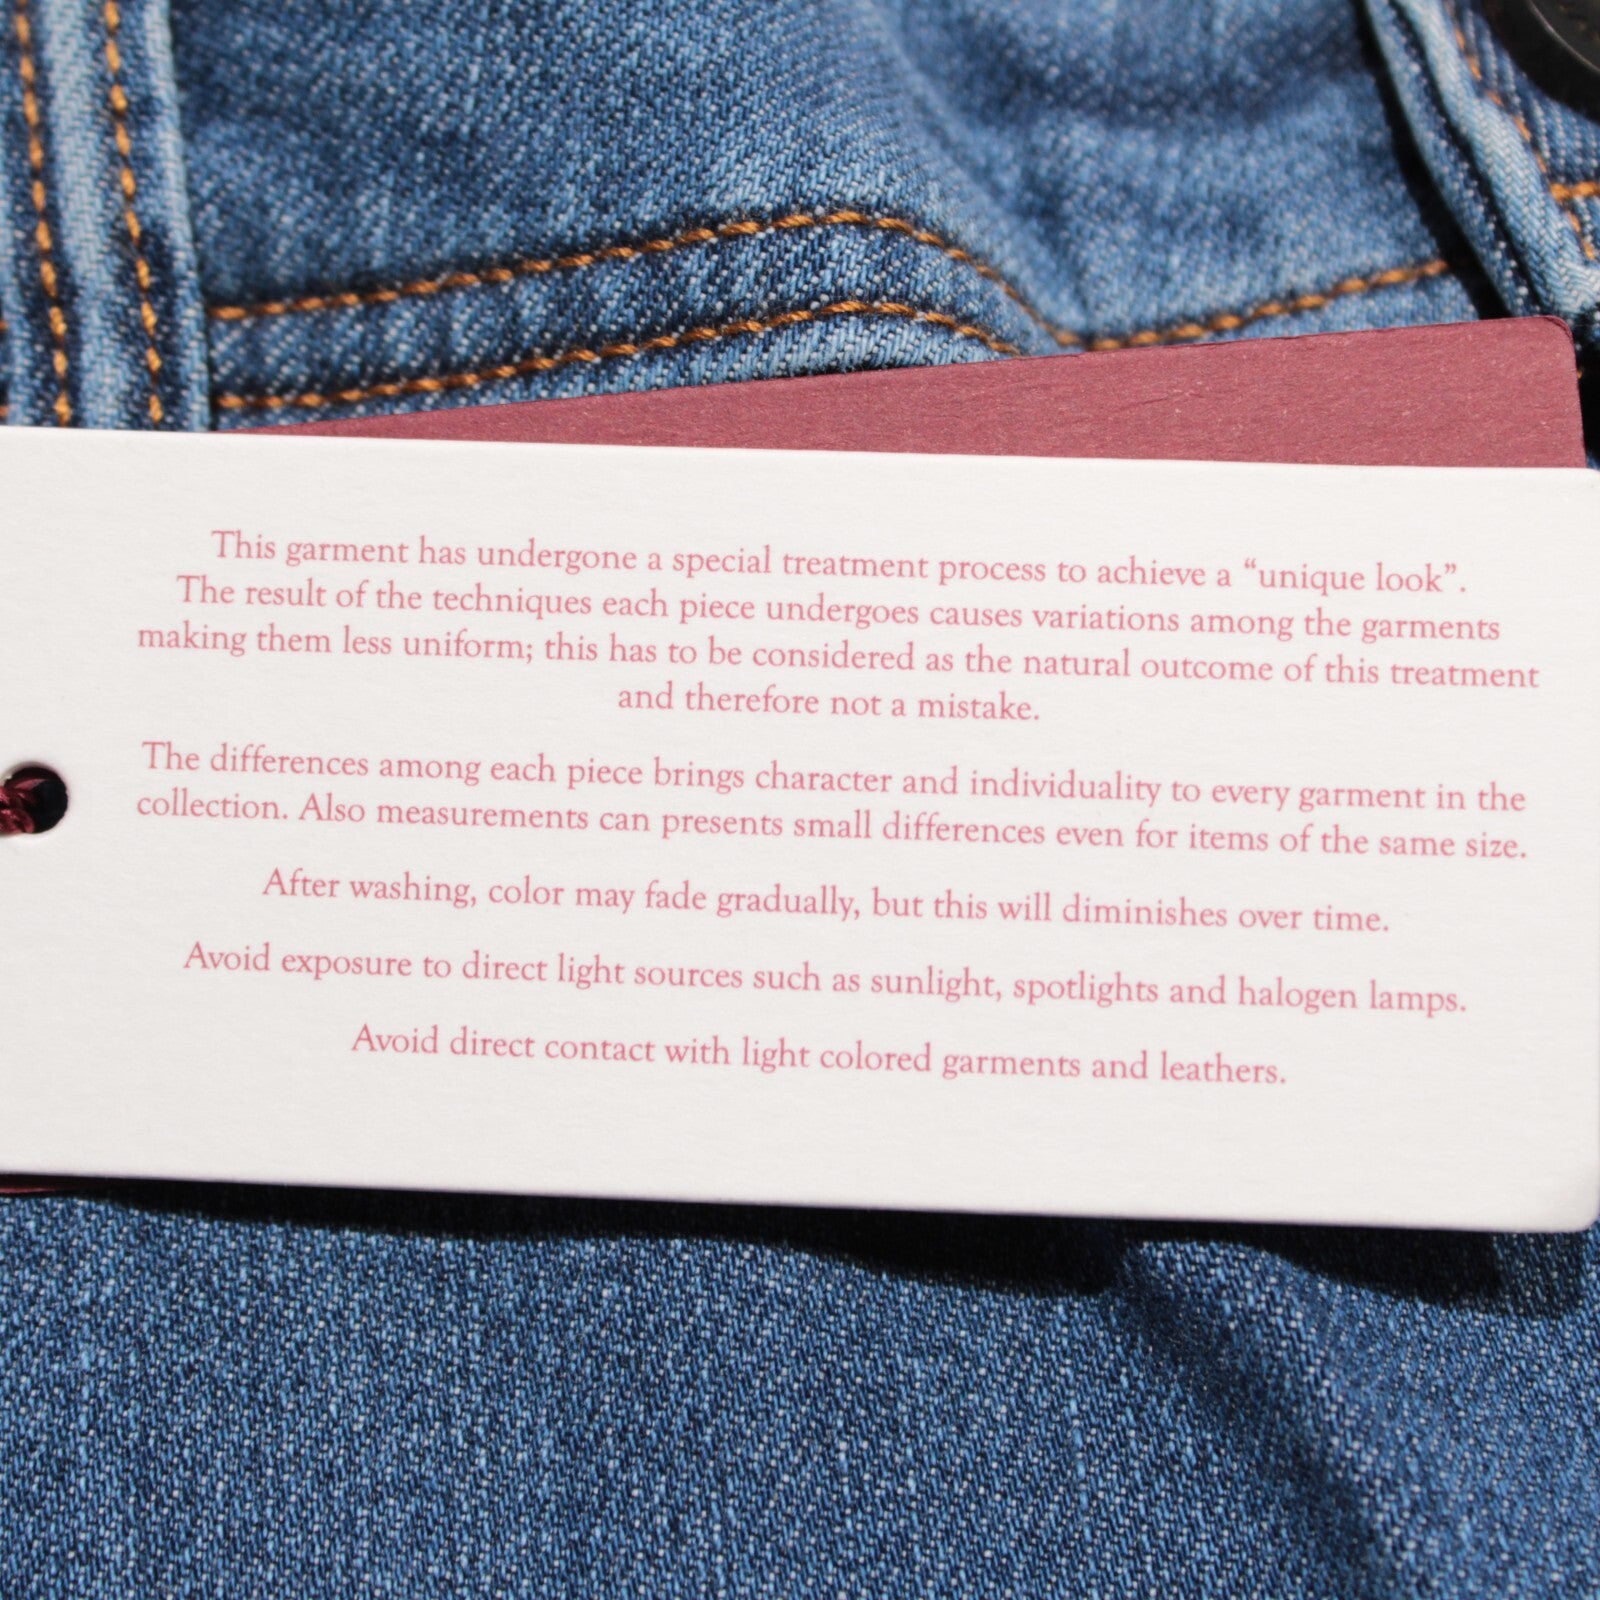 This garment has undergone a special treatment process to achieve a “unique look”.
The result of the techniques each piece undergoes causes variations among the garments
making them less uniform; this has to be considered as the natural outcome of this treatment
and therefore not a mistake.
The differences among each piece brings character and individuality to every garment in the
collection. Also measurements can presents small differences even for items of the same size.
After washing, color may fade gradually, but this will diminishes over time.
Avoid exposure to direct light sources such as sunlight, spotlights and halogen lamps.
Avoid direct contact with light colored garments and leathers.